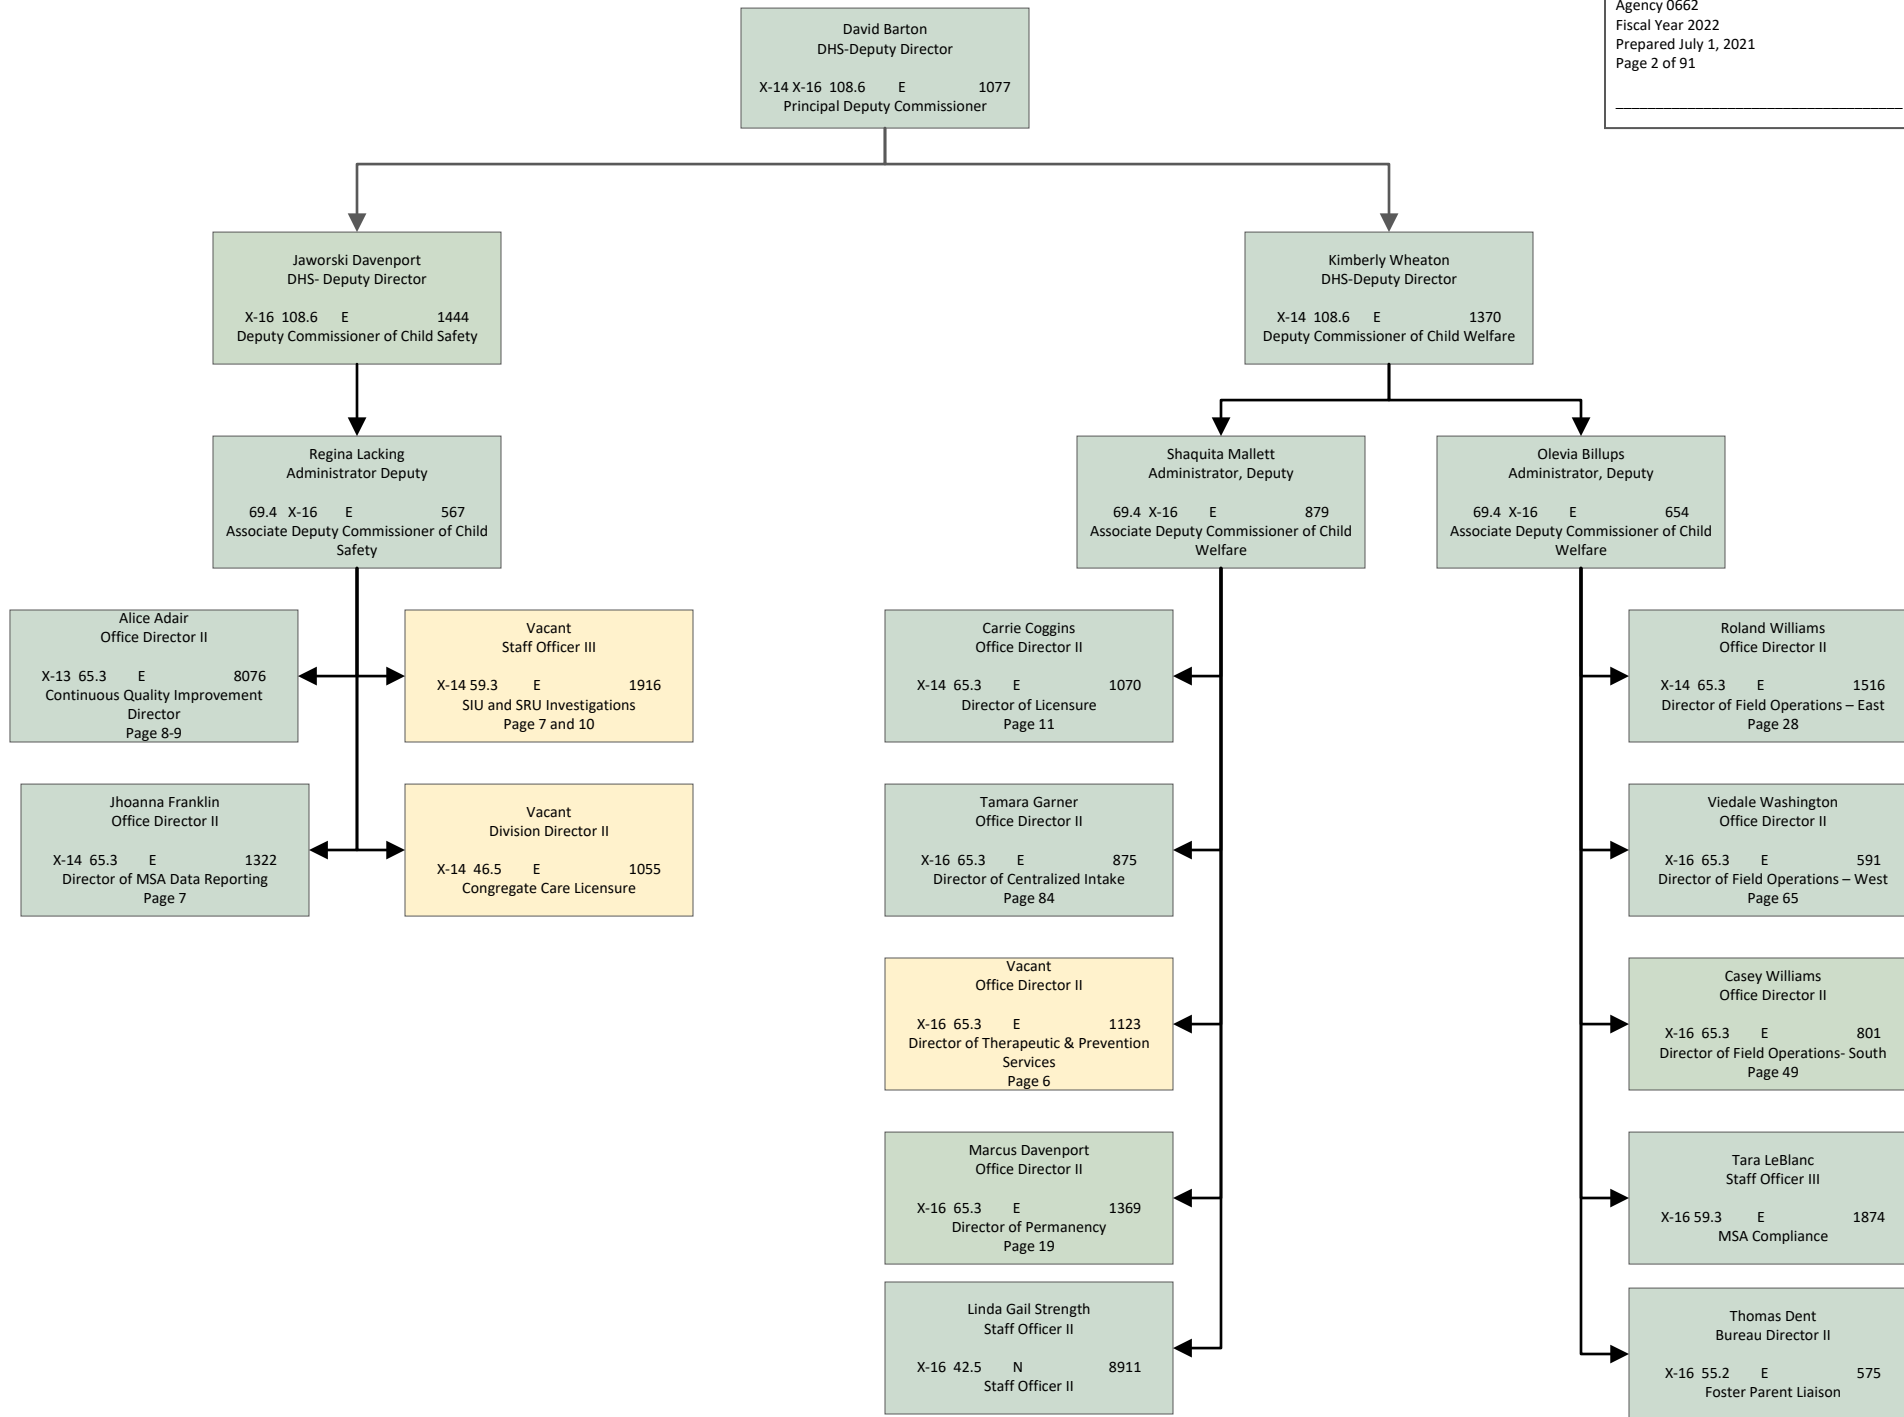 Agency 0662
Fiscal Year 2022
Prepared July 1, 2021
Page 2 of 91
David Barton
DHS-Deputy Director
X-14 X-16 108.6 E 1077
Principal Deputy Commissioner
Jaworski Davenport
DHS- Deputy Director
X-16 108.6 E 1444
Deputy Commissioner of Child Safety
Kimberly Wheaton
DHS-Deputy Director
X-14 108.6 E 1370
Deputy Commissioner of Child Welfare
Regina Lacking
Administrator Deputy
69.4 X-16 E 567
Associate Deputy Commissioner of Child
Safety
Shaquita Mallett
Administrator, Deputy
69.4 X-16 E 879
Associate Deputy Commissioner of Child
Welfare
Olevia Billups
Administrator, Deputy
69.4 X-16 E 654
Associate Deputy Commissioner of Child
Welfare
Alice Adair
Office Director II
X-13 65.3 E 8076
Continuous Quality Improvement
Director
Page 8-9
Vacant
Staff Officer III
X-14 59.3 E 1916
SIU and SRU Investigations
Page 7 and 10
Jhoanna Franklin
Office Director II
X-14 65.3 E 1322
Director of MSA Data Reporting
Page 7
Vacant
Division Director II
X-14 46.5 E 1055
Congregate Care Licensure
Carrie Coggins
Office Director II
X-14 65.3 E 1070
Director of Licensure
Page 11
Tamara Garner
Office Director II
X-16 65.3 E 875
Director of Centralized Intake
Page 84
Vacant
Office Director II
X-16 65.3 E 1123
Director of Therapeutic & Prevention
Services
Page 6
Marcus Davenport
Office Director II
X-16 65.3 E 1369
Director of Permanency
Page 19
Linda Gail Strength
Staff Officer II
X-16 42.5 N 8911
Staff Officer II
Roland Williams
Office Director II
X-14 65.3 E 1516
Director of Field Operations – East
Page 28
Viedale Washington
Office Director II
X-16 65.3 E 591
Director of Field Operations – West
Page 65
Casey Williams
Office Director II
X-16 65.3 E 801
Director of Field Operations- South
Page 49
Tara LeBlanc
Staff Officer III
X-16 59.3 E 1874
MSA Compliance
Thomas Dent
Bureau Director II
X-16 55.2 E 575
Foster Parent Liaison